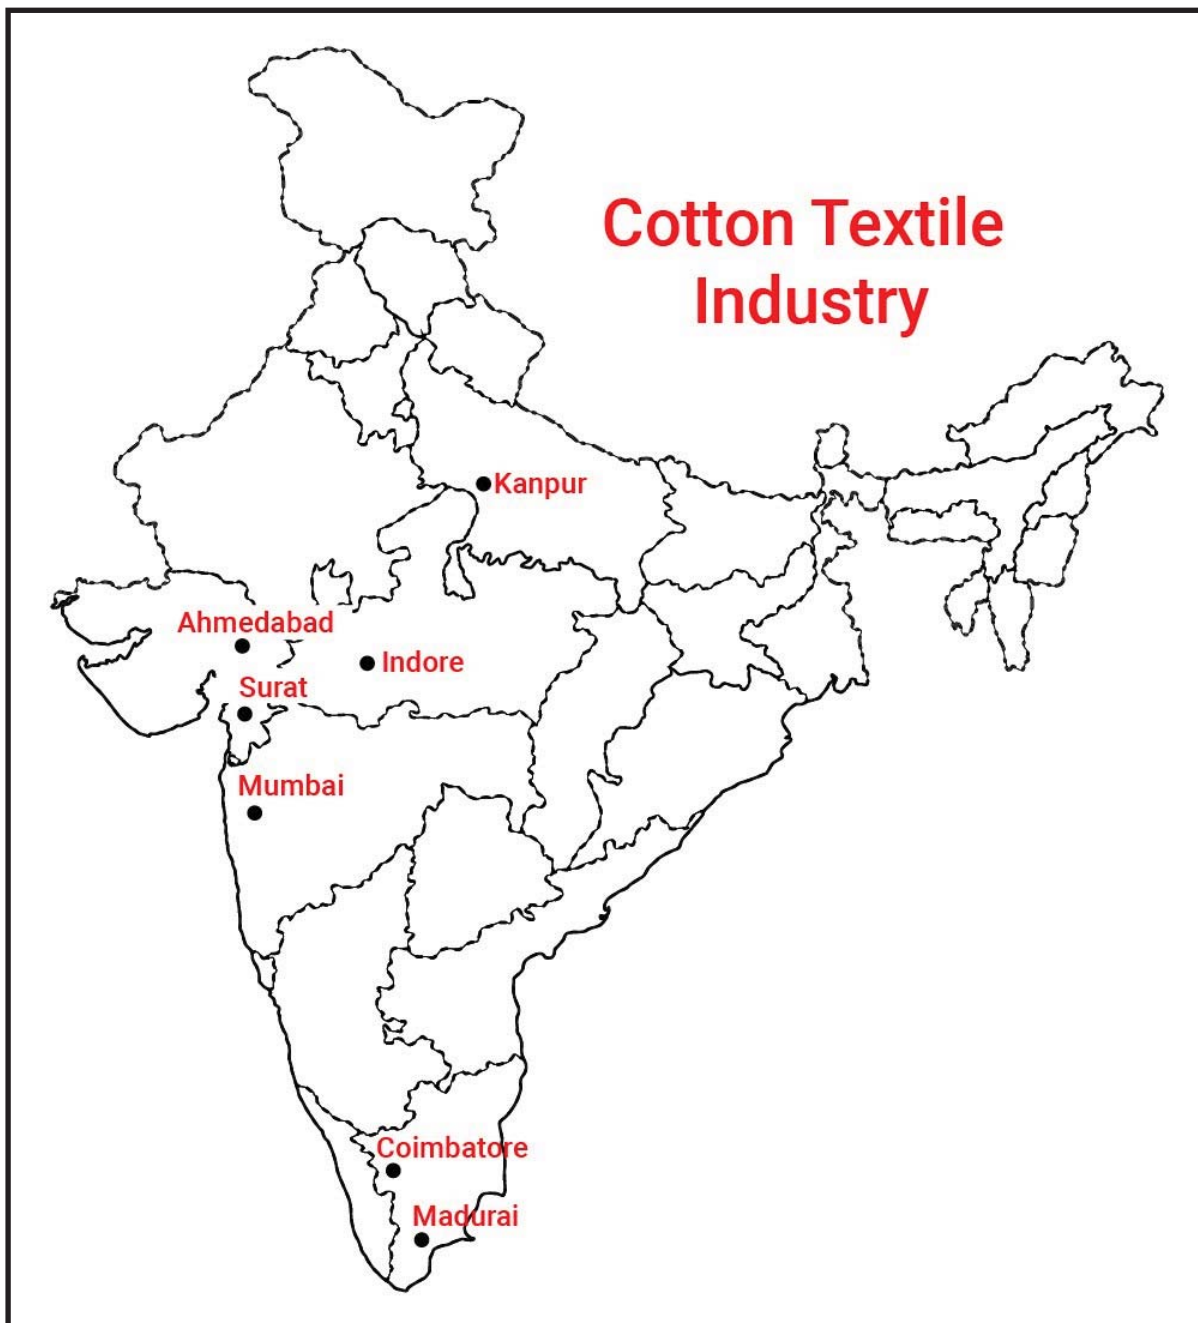 Cotton Textile
Industry
Kanpur
Ahmedabad
Indore
Surat
Mumbai
Coimbatore
Madurai